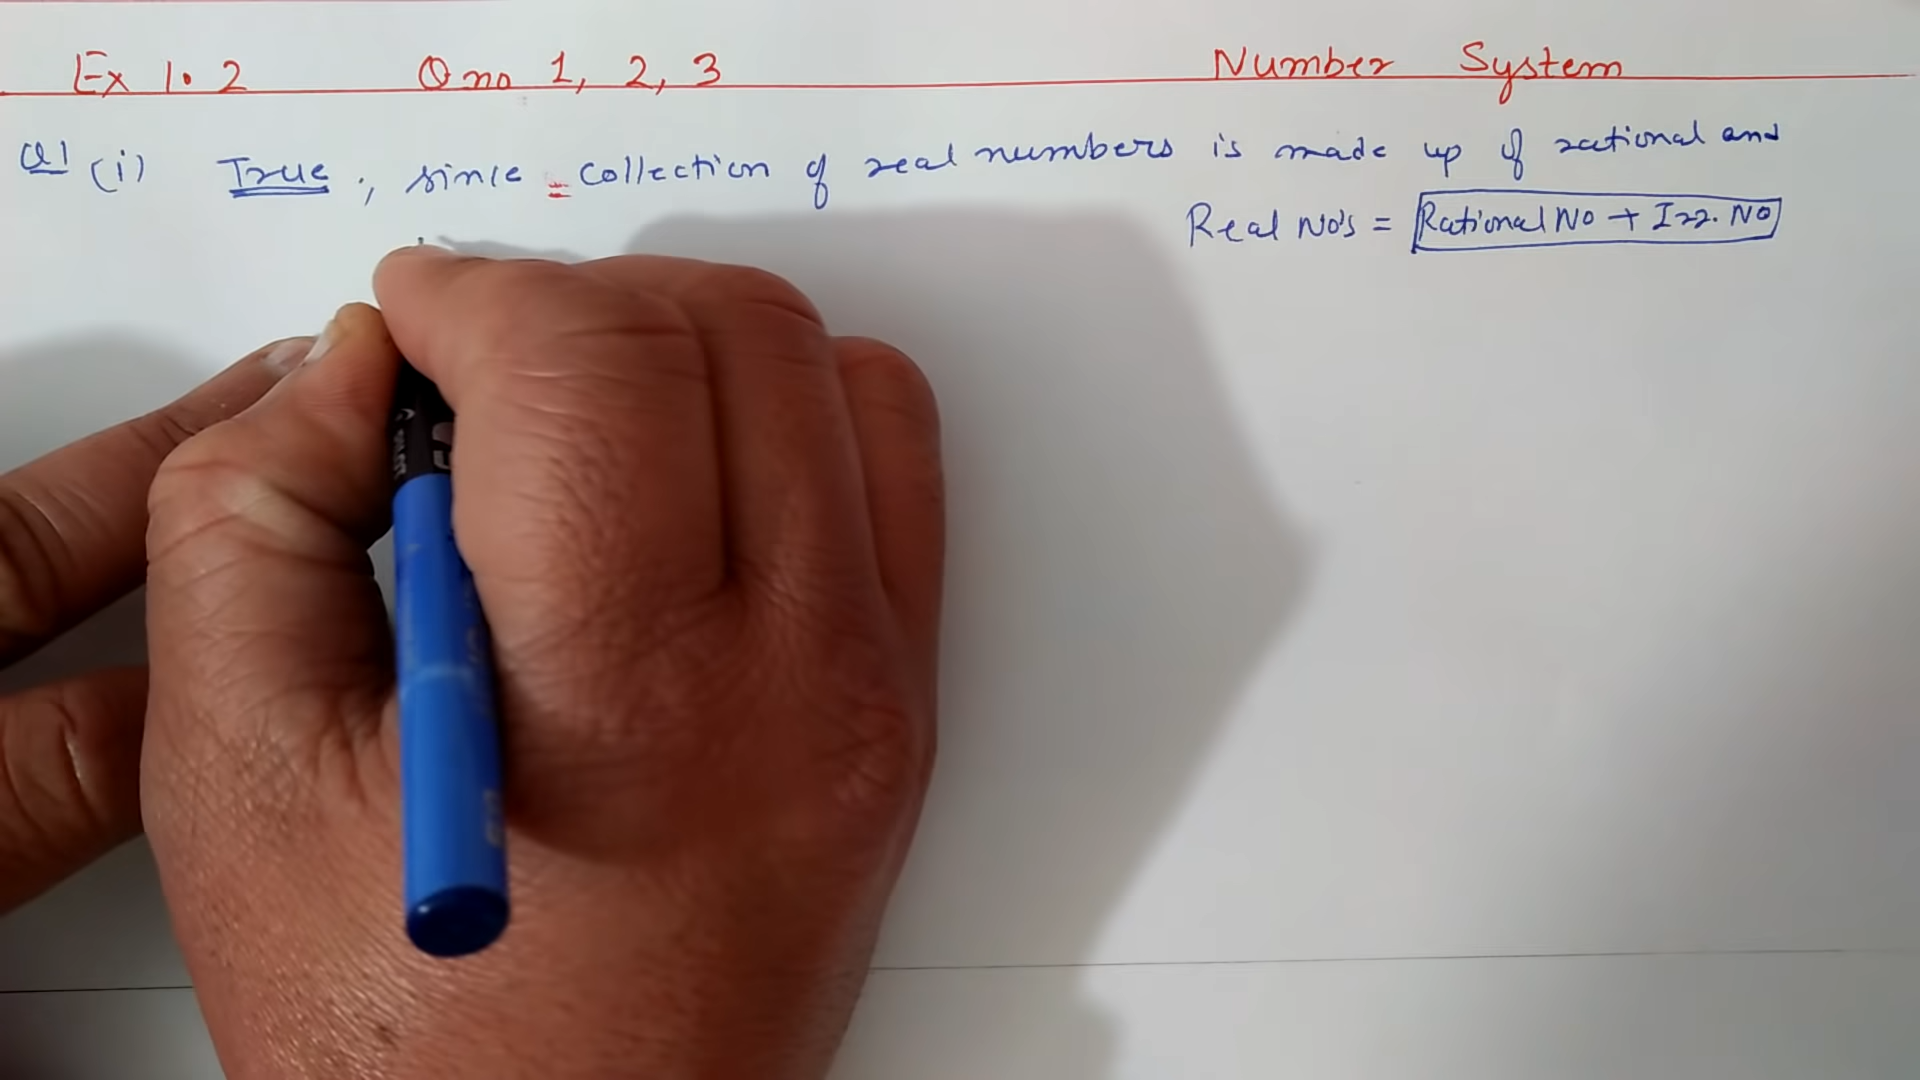 Ex 1.2 Q no 1, 2, 3 Number System
Q1 (i) True, since collection of real numbers is made up of rational and
Real No's = Rational No + Irr. No